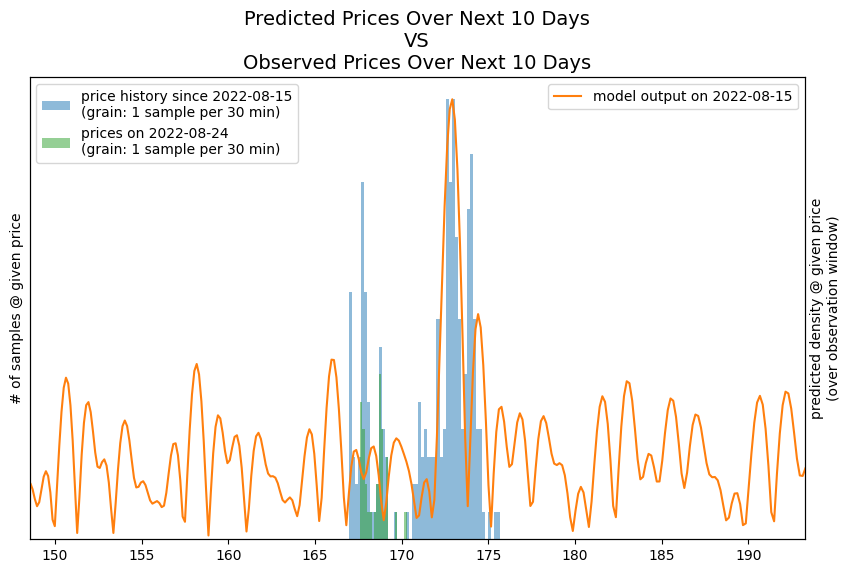 Predicted Prices Over Next 10 Days
VS
Observed Prices Over Next 10 Days
price history since 2022-08-15
(grain: 1 sample per 30 min)
prices on 2022-08-24
(grain: 1 sample per 30 min)
model output on 2022-08-15
# of samples @ given price
predicted density @ given price
(over observation window)
150 155 160 165 170 175 180 185 190